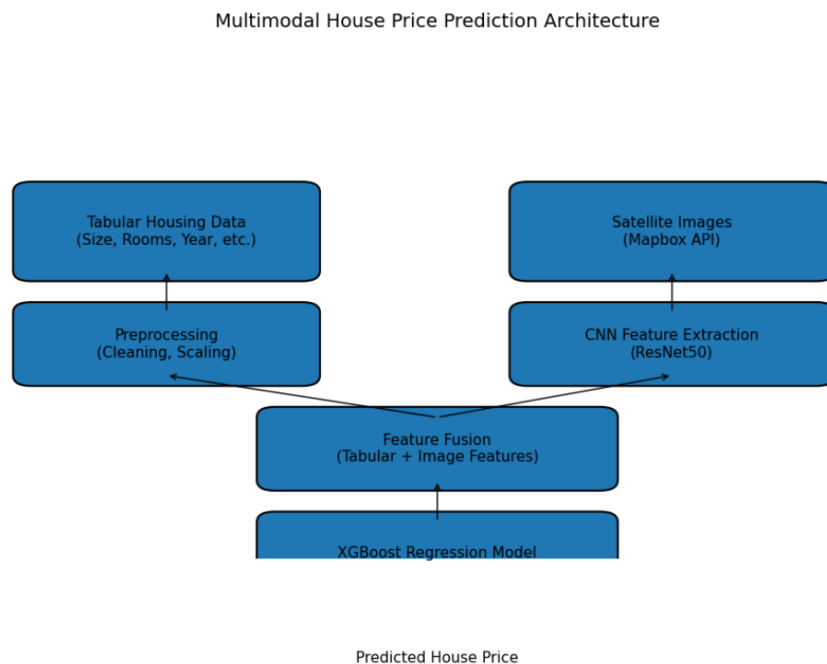 Multimodal House Price Prediction Architecture
Tabular Housing Data
(Size, Rooms, Year, etc.)
Satellite Images
(Mapbox API)
Preprocessing
(Cleaning, Scaling)
CNN Feature Extraction
(ResNet50)
Feature Fusion
(Tabular + Image Features)
XGBoost Regression Model
Predicted House Price